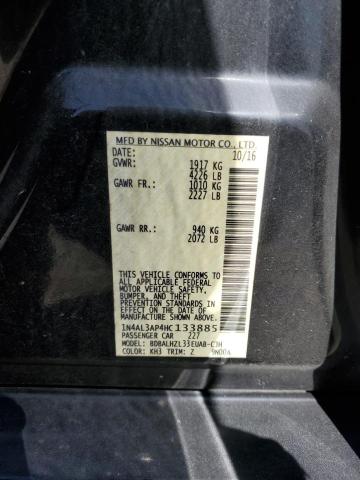 MFD BY NISSAN MOTOR CO., LTD.
DATE: 10/16
GVWR: 1917 KG
4226 LB
GAWR FR.: 1010 KG
2227 LB
GAWR RR.: 940 KG
2072 LB
THIS VEHICLE CONFORMS TO
ALL APPLICABLE FEDERAL
MOTOR VEHICLE SAFETY,
BUMPER, AND THEFT
PREVENTION STANDARDS IN
EFFECT ON THE DATE OF
MANUFACTURE SHOWN ABOVE.
1N4AL3AP4HC133885
PASSENGER CAR 227
MODEL: BDBALHZL33EUAB-CJH
COLOR: KH3 TRIM: Z 9N00A